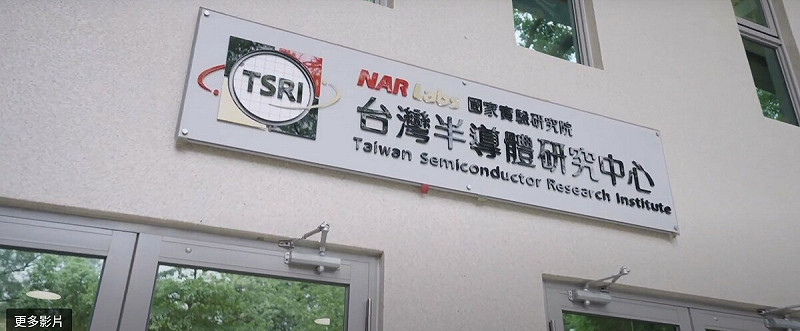 TSRI
NAR Labs 國家實驗研究院
台灣半導體研究中心
Taiwan Semiconductor Research Institute
更多影片